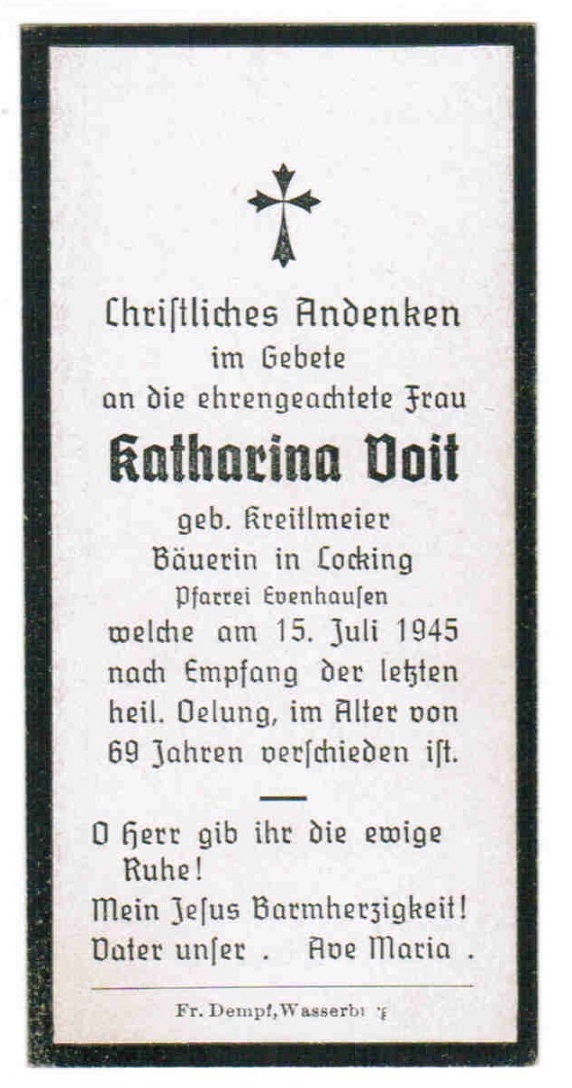 Chriſtliches Andenken
im Gebete
an die ehrengeachtete Frau
Katharina Voit
geb. Kreitlmeier
Bäuerin in Locking
Pfarrei Evenhauſen
welche am 15. Juli 1945
nach Empfang der letzten
heil. Oelung, im Alter von
69 Jahren verſchieden iſt.
O Herr gib ihr die ewige
Ruhe!
Mein Jeſus Barmherzigkeit!
Vater unſer . Ave Maria .
Fr. Dempf,